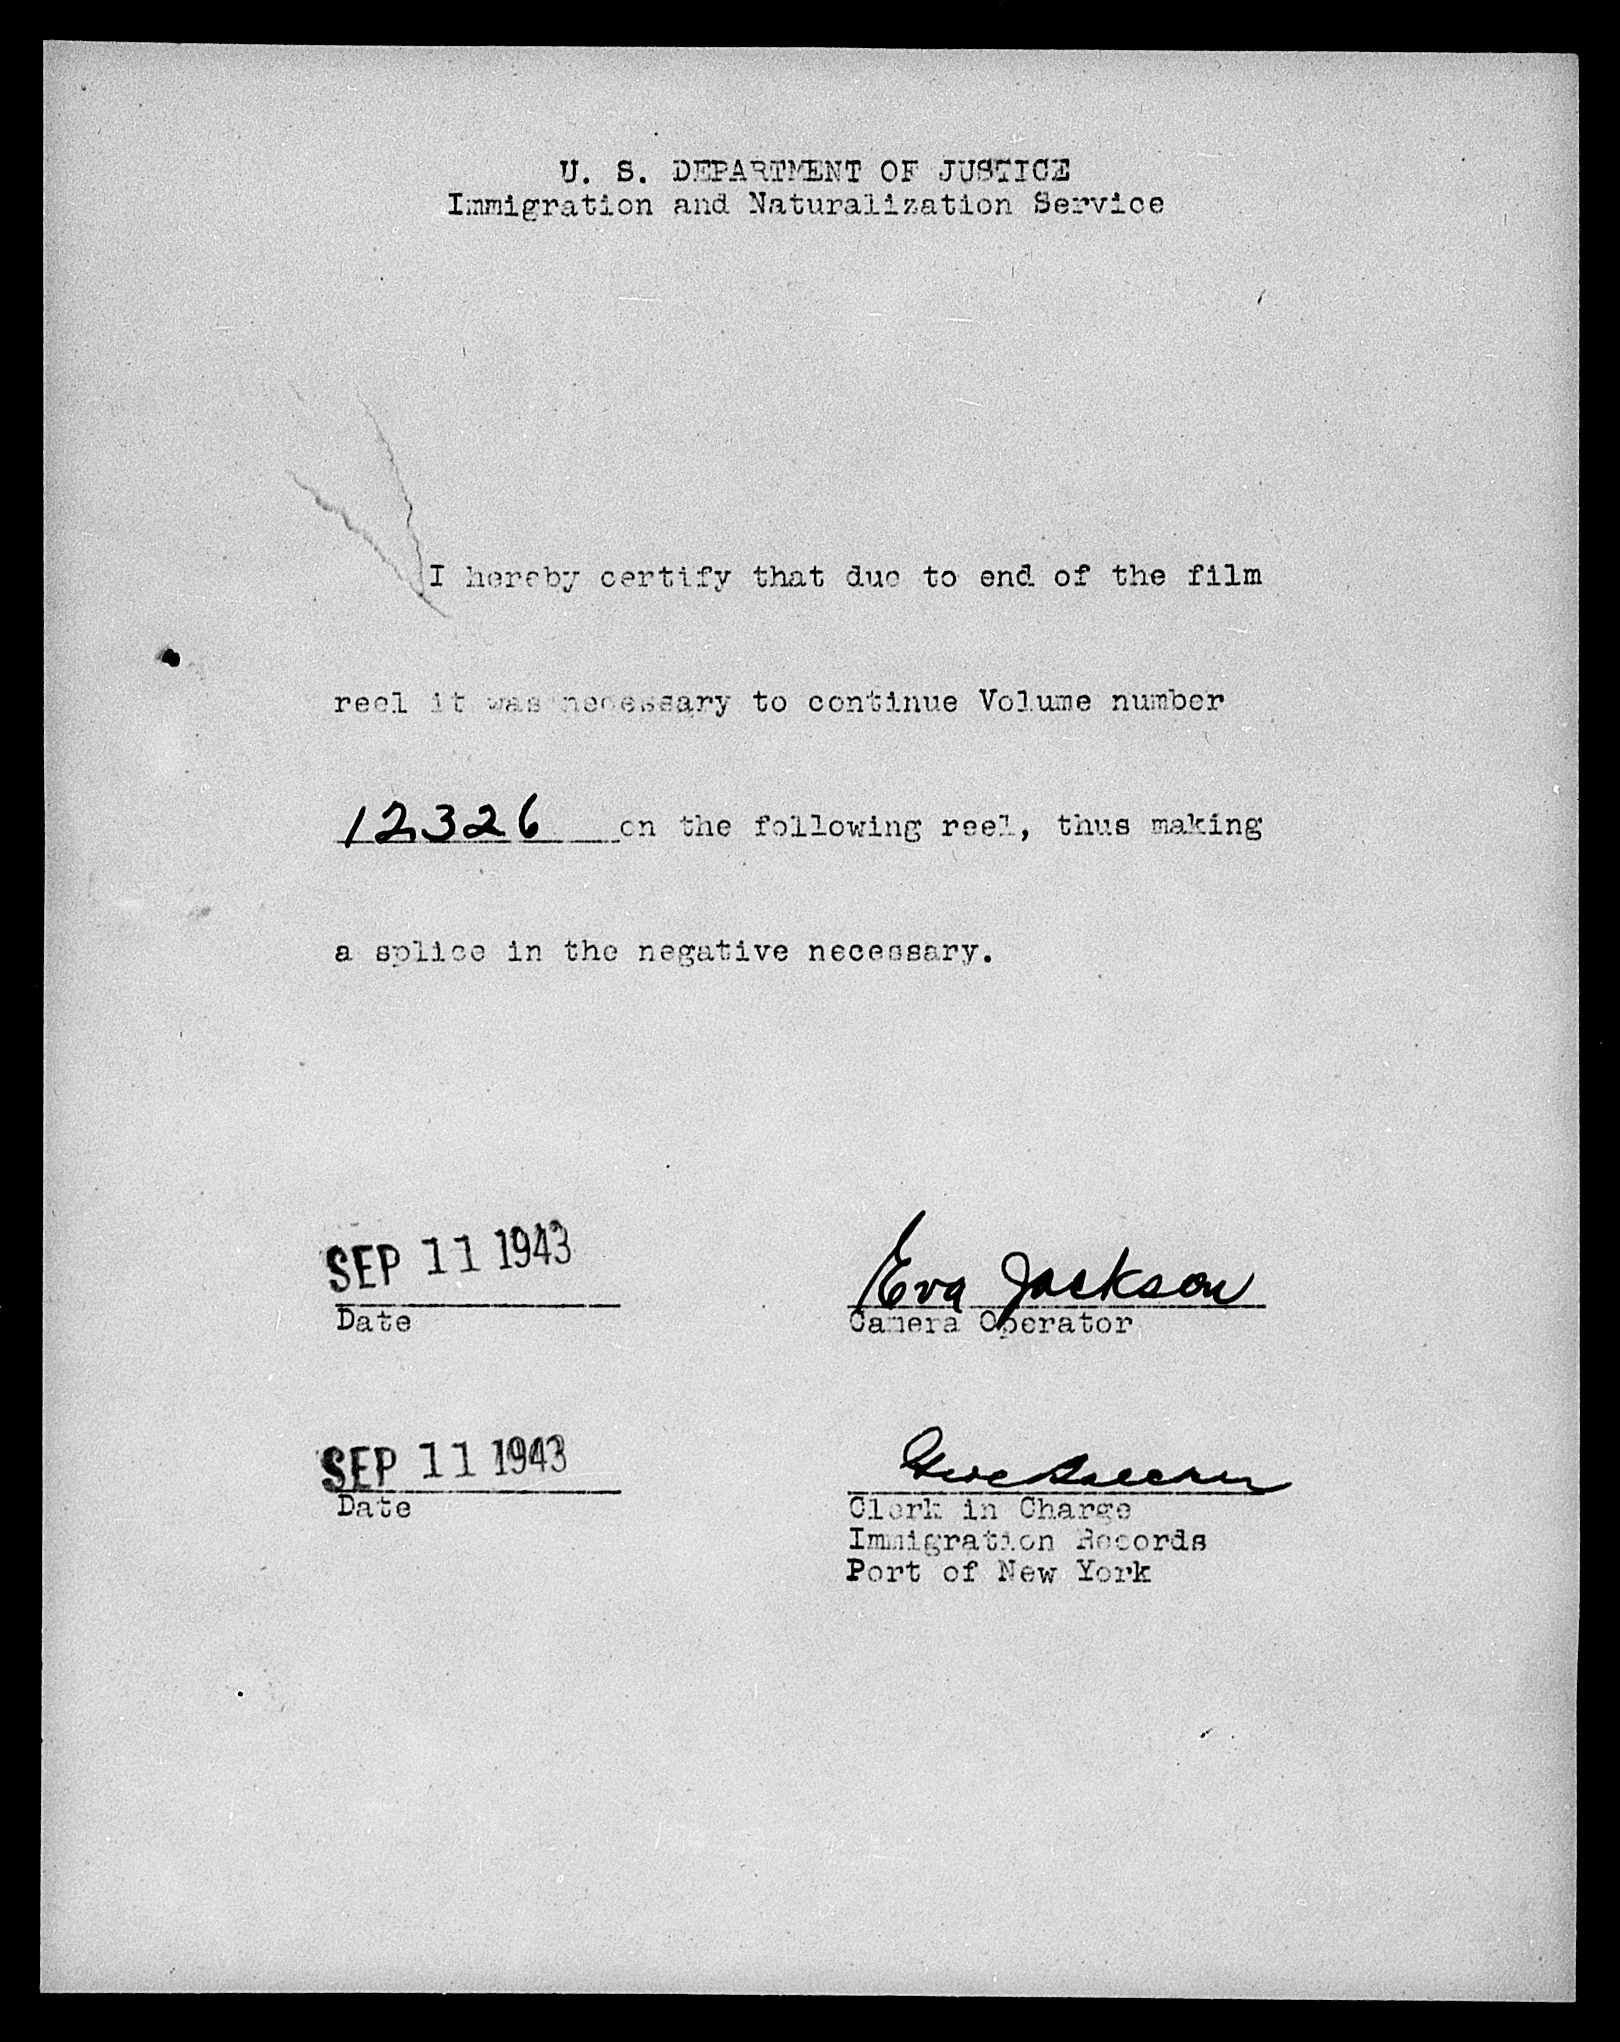 U. S. DEPARTMENT OF JUSTICE
Immigration and Naturalization Service
I hereby certify that due to end of the film
reel it was necessary to continue Volume number
12326 on the following reel, thus making
a splice in the negative necessary.
SEP 11 1943
Eva Jackson
Date
Camera Operator
SEP 11 1943
Date
Clerk in Charge
Immigration Records
Port of New York